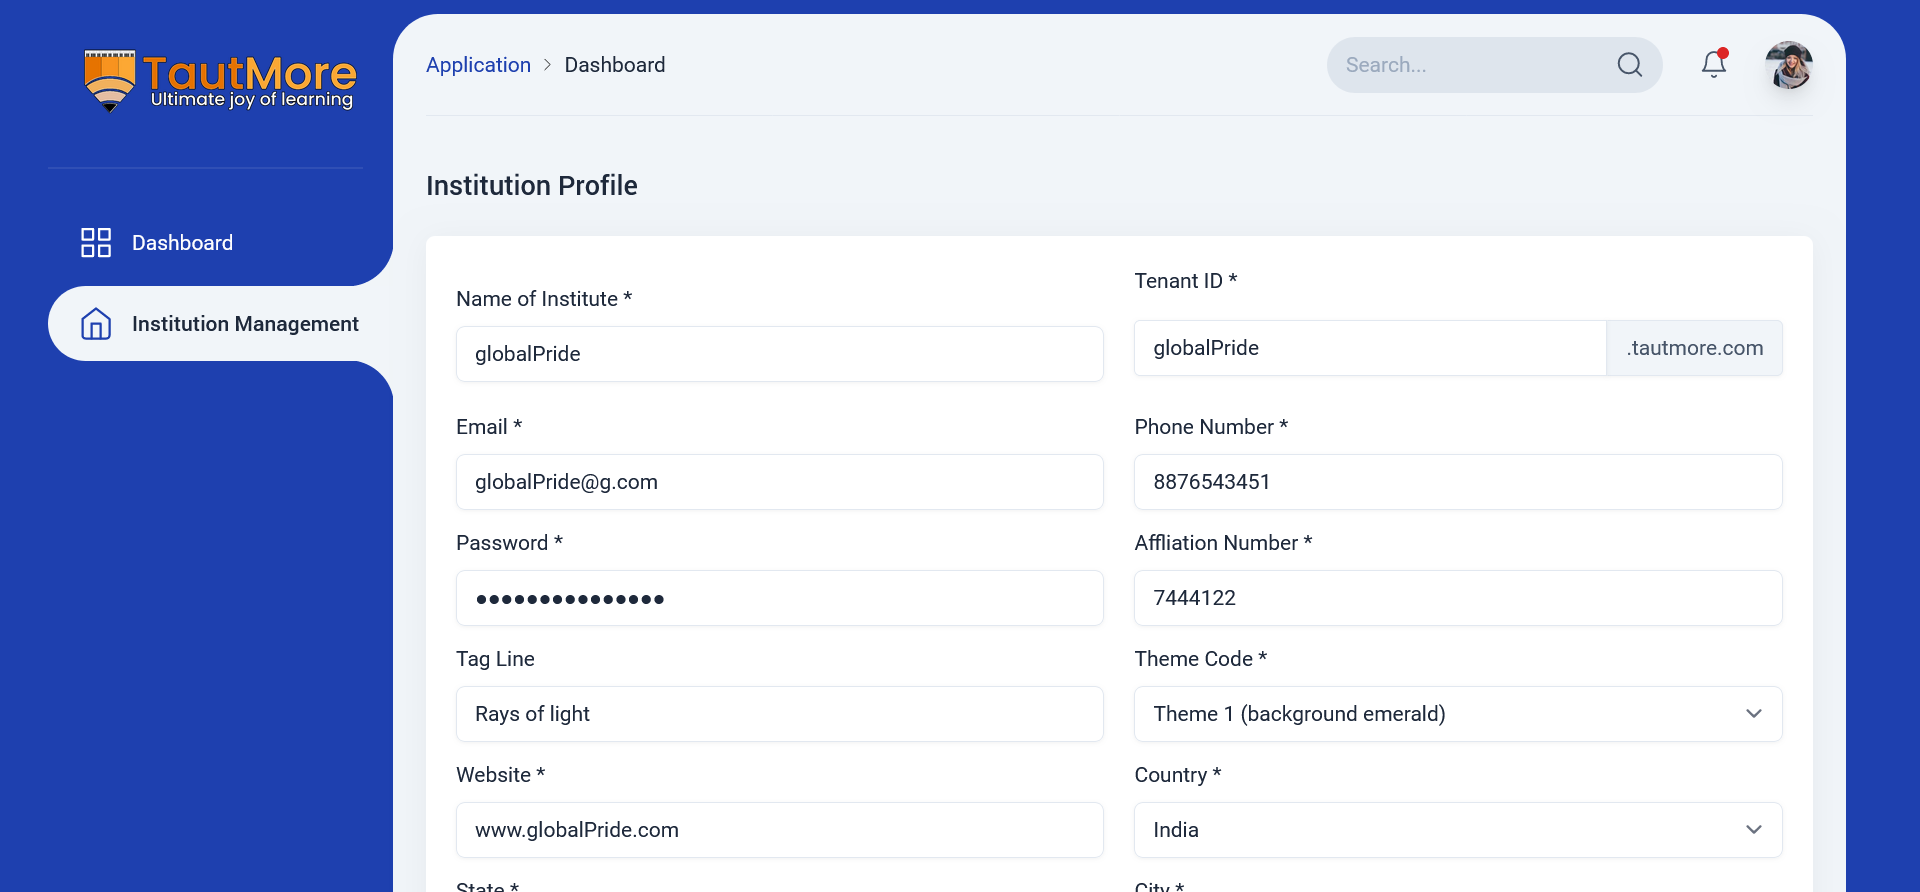 TautMore
Ultimate joy of learning
Dashboard
Institution Management
Application > Dashboard
Search...
Institution Profile
Name of Institute *
globalPride
Tenant ID *
globalPride .tautmore.com
Email *
globalPride@g.com
Phone Number *
8876543451
Password *
●●●●●●●●●●●●●●●
Affliation Number *
7444122
Tag Line
Rays of light
Theme Code *
Theme 1 (background emerald)
Website *
www.globalPride.com
Country *
India
State *
City *